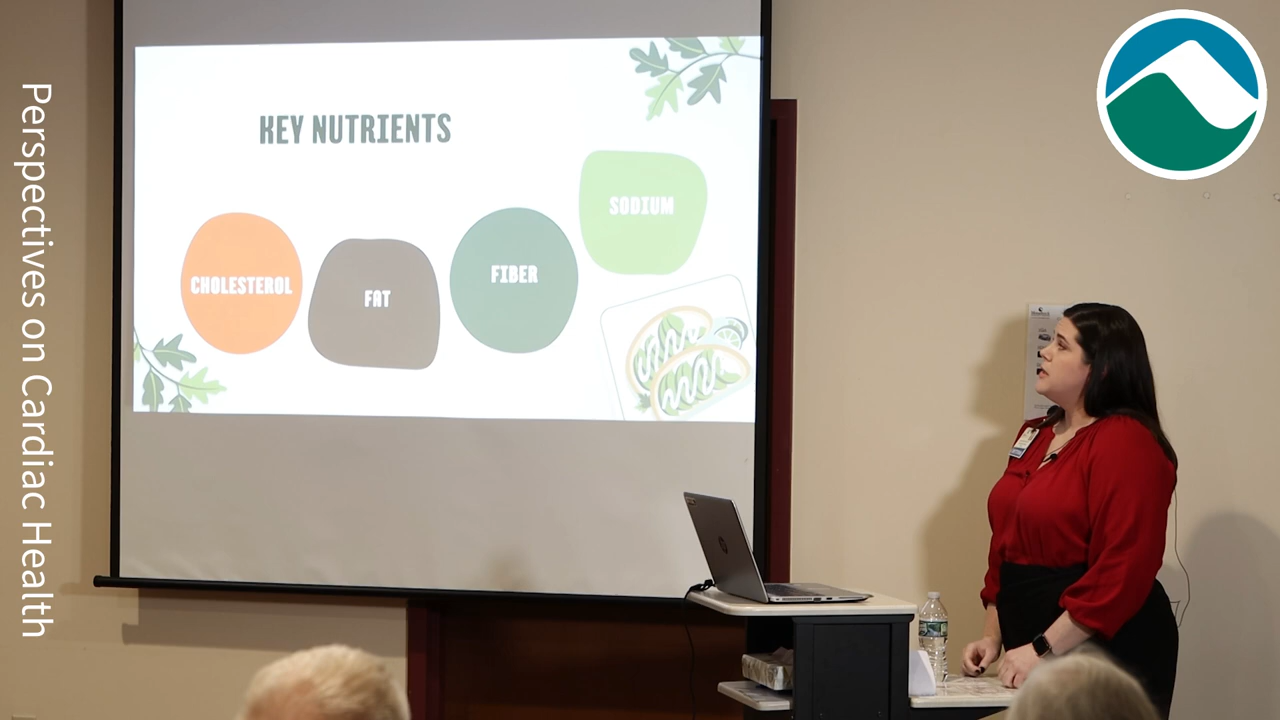 Perspectives on Cardiac Health
KEY NUTRIENTS
SODIUM
CHOLESTEROL
FAT
FIBER